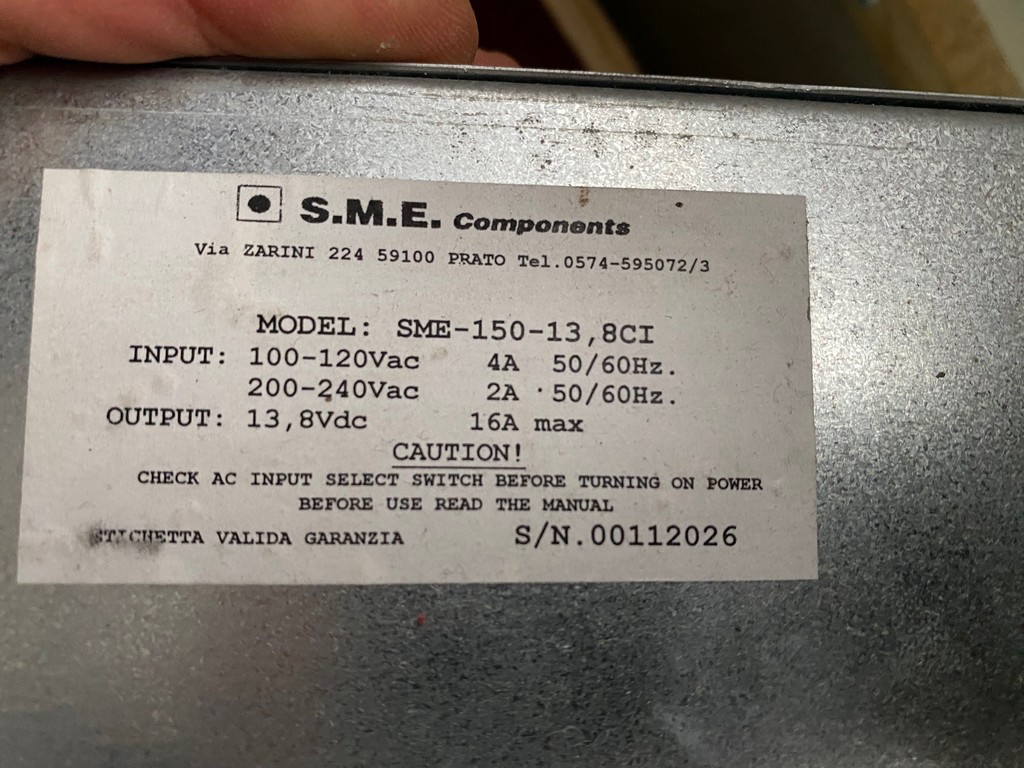 S.M.E. Components
Via ZARINI 224 59100 PRATO Tel.0574-595072/3
MODEL: SME-150-13,8CI
INPUT: 100-120Vac 4A 50/60Hz.
200-240Vac 2A 50/60Hz.
OUTPUT: 13,8Vdc 16A max
CAUTION!
CHECK AC INPUT SELECT SWITCH BEFORE TURNING ON POWER
BEFORE USE READ THE MANUAL
ETICHETTA VALIDA GARANZIA S/N.00112026